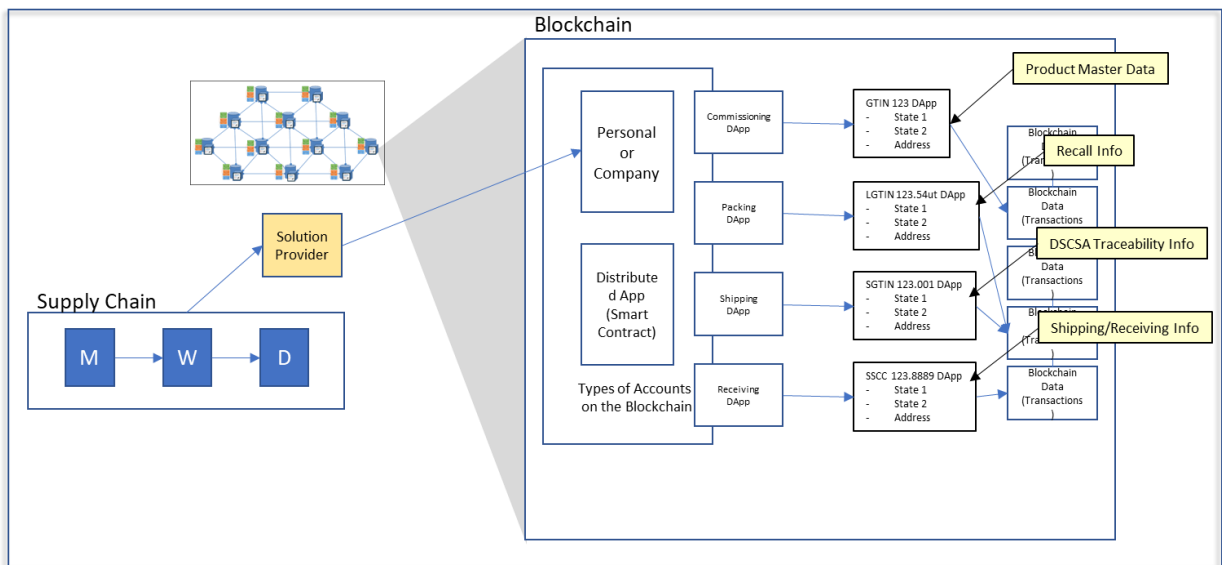 Blockchain
Product Master Data
Personal
or
Company
Commissioning
DApp
GTIN 123 DApp
- State 1
- State 2
- Address
Blockchain
(Trans
Recall Info
Packing
DApp
LGTIN 123.54ut DApp
- State 1
- State 2
- Address
Blockchain
Data
(Transactions
Solution
Provider
DSCSA Traceability Info
Distribute
d App
(Smart
Contract)
Shipping
DApp
SGTIN 123.001 DApp
- State 1
- State 2
- Address
Data
(Transactions
Supply Chain
M
W
D
Shipping/Receiving Info
Types of Accounts
on the Blockchain
Receiving
DApp
SSCC 123.8889 DApp
- State 1
- State 2
- Address
Blockchain
Data
(Transactions
)